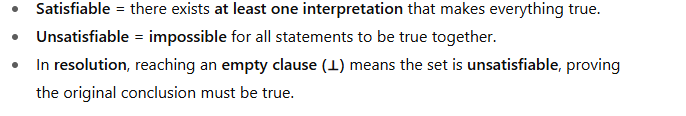 • Satisfiable = there exists at least one interpretation that makes everything true.
• Unsatisfiable = impossible for all statements to be true together.
• In resolution, reaching an empty clause (⊥) means the set is unsatisfiable, proving
the original conclusion must be true.